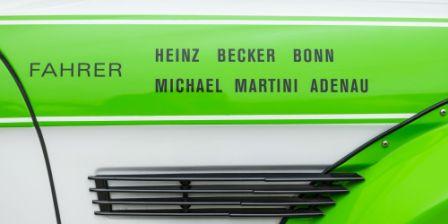 FAHRER
HEINZ BECKER BONN
MICHAEL MARTINI ADENAU